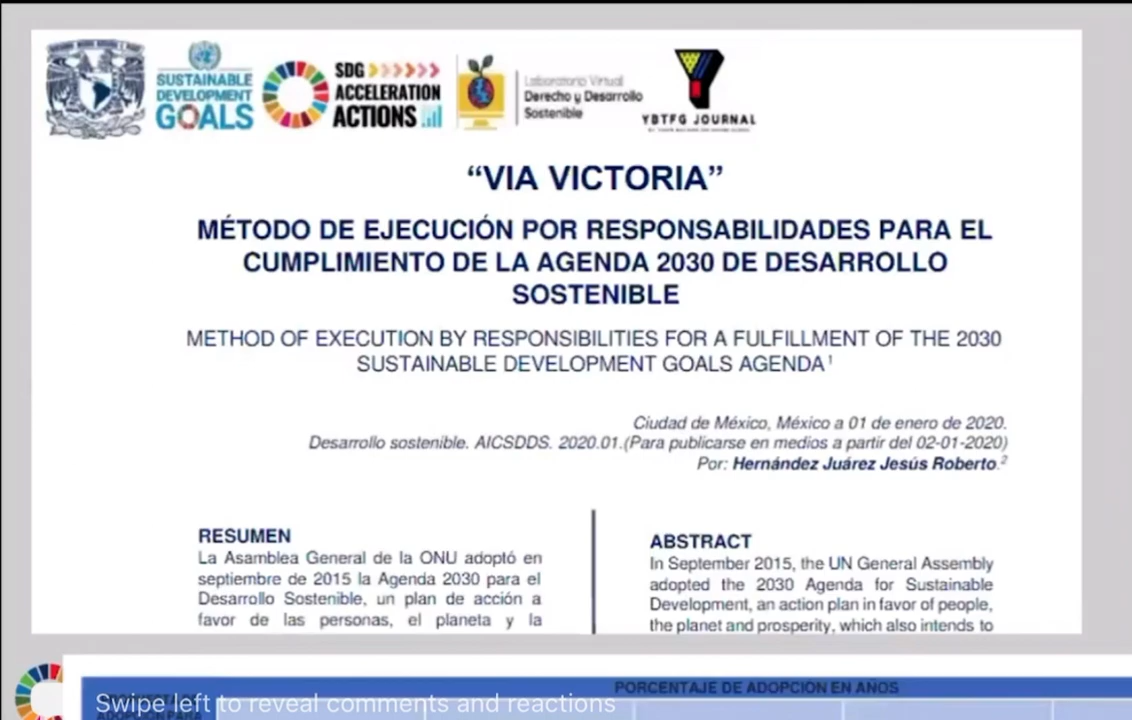 SUSTAINABLE
DEVELOPMENT
GOALS
SDG
ACCELERATION
ACTIONS
Laboratorio Virtual
Derecho y Desarrollo
Sostenible
YBTFG JOURNAL
“VIA VICTORIA”
MÉTODO DE EJECUCIÓN POR RESPONSABILIDADES PARA EL
CUMPLIMIENTO DE LA AGENDA 2030 DE DESARROLLO
SOSTENIBLE
METHOD OF EXECUTION BY RESPONSIBILITIES FOR A FULFILLMENT OF THE 2030
SUSTAINABLE DEVELOPMENT GOALS AGENDA¹
Ciudad de México, México a 01 de enero de 2020.
Desarrollo sostenible. AICSDDS. 2020.01.(Para publicarse en medios a partir del 02-01-2020)
Por: Hernández Juárez Jesús Roberto.²
RESUMEN
La Asamblea General de la ONU adoptó en
septiembre de 2015 la Agenda 2030 para el
Desarrollo Sostenible, un plan de acción a
favor de las personas, el planeta y la
ABSTRACT
In September 2015, the UN General Assembly
adopted the 2030 Agenda for Sustainable
Development, an action plan in favor of people,
the planet and prosperity, which also intends to
PORCENTAJE DE ADOPCION EN AÑOS
Swipe left to reveal comments and reactions